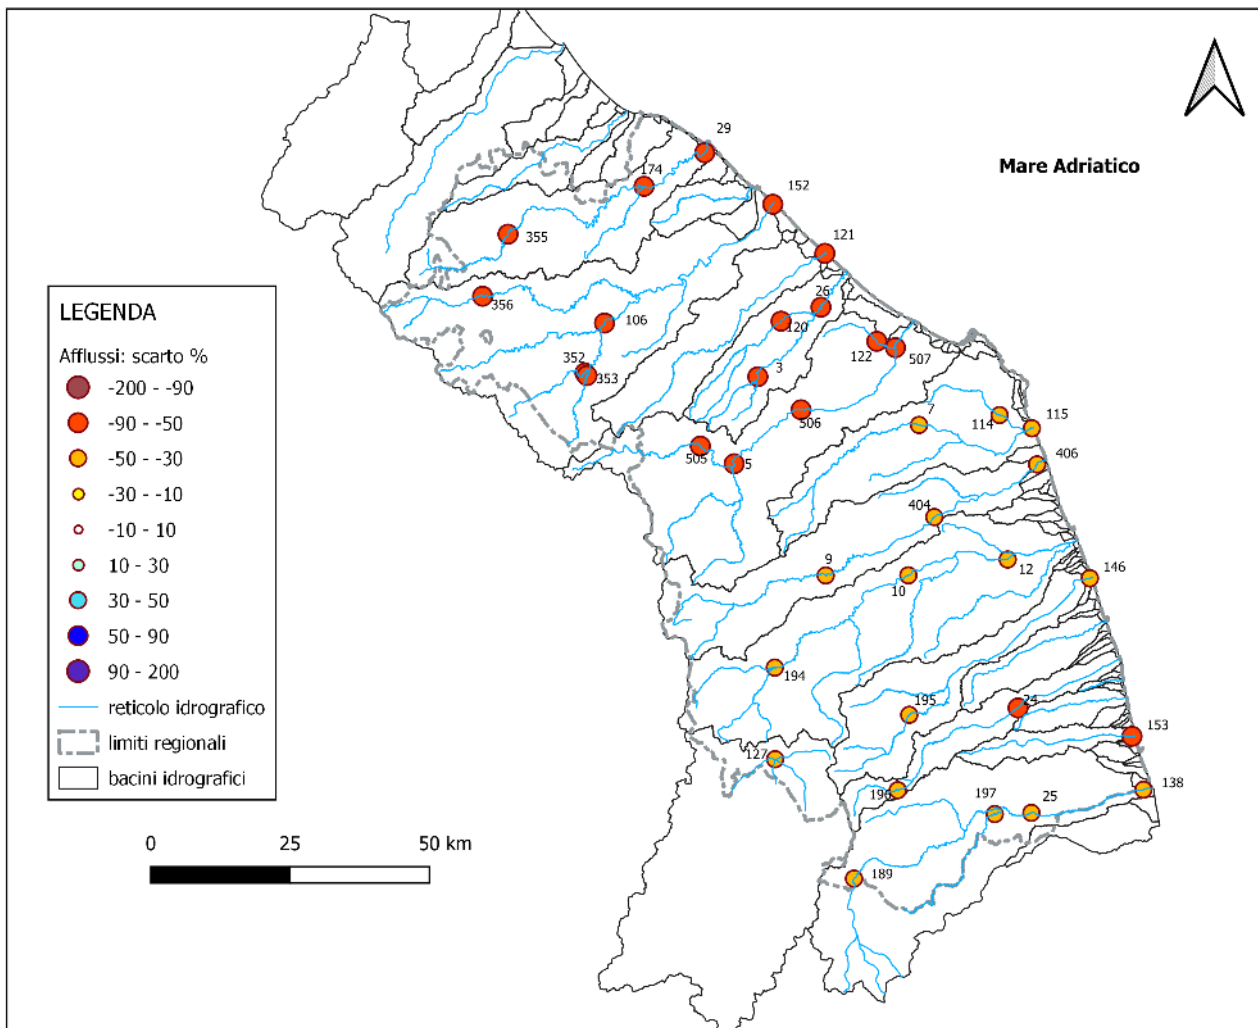 29
Mare Adriatico
174
152
355
121
356
26
106
120
122
507
352
353
3
506
7
114
115
505
5
406
404
9
10
12
146
194
195
24
153
127
196
197
25
138
189
LEGENDA
Afflussi: scarto %
-200 - -90
-90 - -50
-50 - -30
-30 - -10
-10 - 10
10 - 30
30 - 50
50 - 90
90 - 200
reticolo idrografico
limiti regionali
bacini idrografici
0 25 50 km